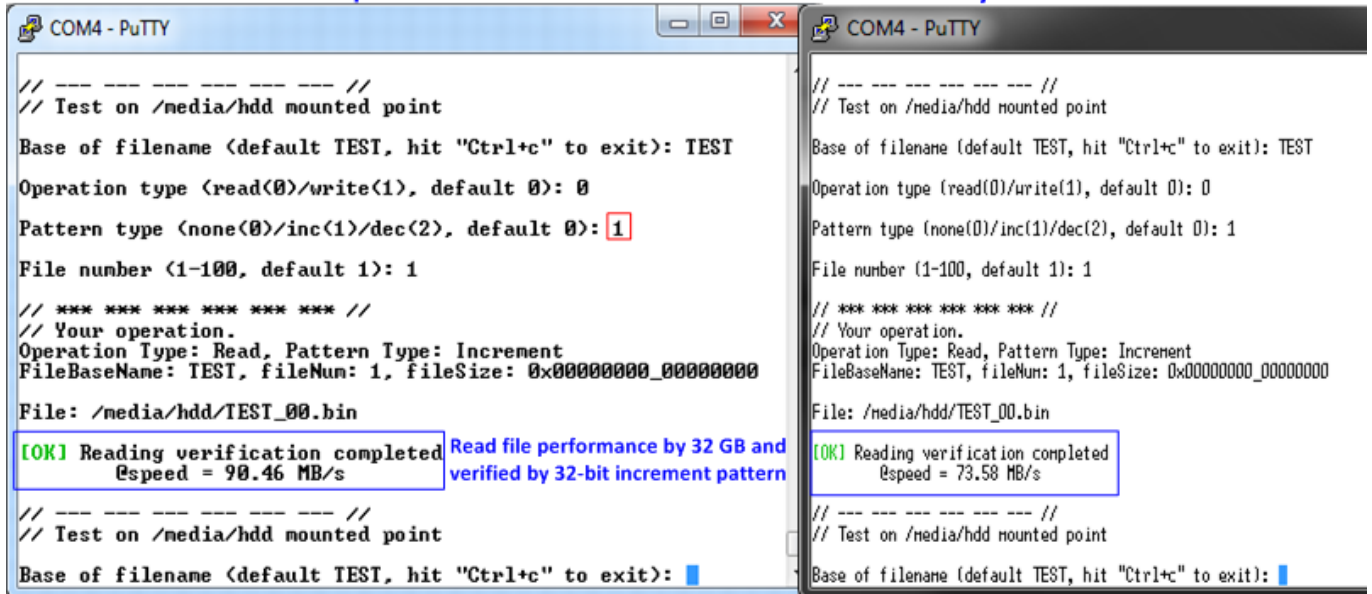 COM4 - PuTTY
// --- --- --- --- --- --- //
// Test on /media/hdd mounted point
Base of filename (default TEST, hit "Ctrl+c" to exit): TEST
Operation type (read(0)/write(1), default 0): 0
Pattern type (none(0)/inc(1)/dec(2), default 0): 1
File number (1-100, default 1): 1
// *** *** *** *** *** *** //
// Your operation.
Operation Type: Read, Pattern Type: Increment
FileBaseName: TEST, fileNum: 1, fileSize: 0x00000000_00000000
File: /media/hdd/TEST_00.bin
[OK] Reading verification completed
@speed = 90.46 MB/s
Read file performance by 32 GB and
verified by 32-bit increment pattern
// --- --- --- --- --- --- //
// Test on /media/hdd mounted point
Base of filename (default TEST, hit "Ctrl+c" to exit):
COM4 - PuTTY
// --- --- --- --- --- --- //
// Test on /media/hdd mounted point
Base of filename (default TEST, hit "Ctrl+c" to exit): TEST
Operation type (read(0)/write(1), default 0): 0
Pattern type (none(0)/inc(1)/dec(2), default 0): 1
File number (1-100, default 1): 1
// *** *** *** *** *** *** //
// Your operation.
Operation Type: Read, Pattern Type: Increment
FileBaseName: TEST, fileNum: 1, fileSize: 0x00000000_00000000
File: /media/hdd/TEST_00.bin
[OK] Reading verification completed
@speed = 73.58 MB/s
// --- --- --- --- --- --- //
// Test on /media/hdd mounted point
Base of filename (default TEST, hit "Ctrl+c" to exit):